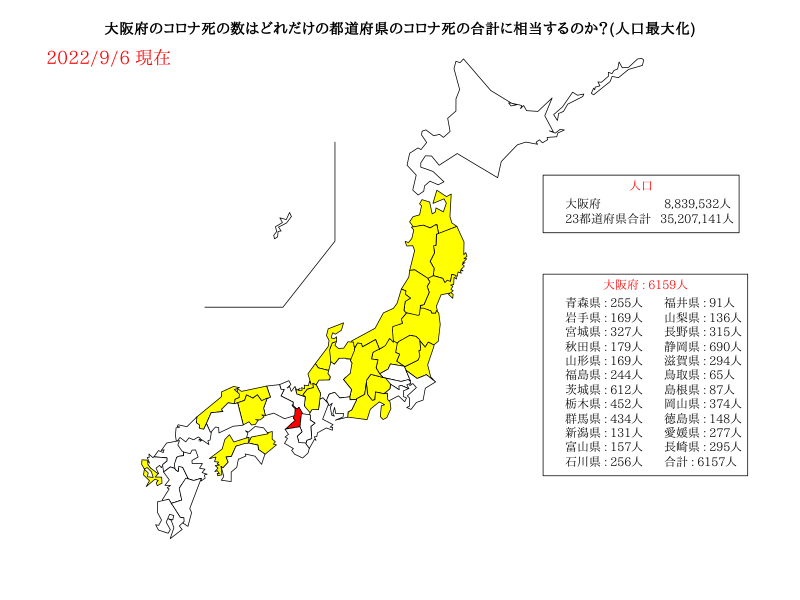 大阪府のコロナ死の数はどれだけの都道府県のコロナ死の合計に相当するのか？(人口最大化)
2022/9/6 現在
人口
大阪府 8,839,532人
23都道府県合計 35,207,141人
大阪府 : 6159人
青森県 : 255人 福井県 : 91人
岩手県 : 169人 山梨県 : 136人
宮城県 : 327人 長野県 : 315人
秋田県 : 179人 静岡県 : 690人
山形県 : 169人 滋賀県 : 294人
福島県 : 244人 鳥取県 : 65人
茨城県 : 612人 島根県 : 87人
栃木県 : 452人 岡山県 : 374人
群馬県 : 434人 徳島県 : 148人
新潟県 : 131人 愛媛県 : 277人
富山県 : 157人 長崎県 : 295人
石川県 : 256人 合計 : 6157人